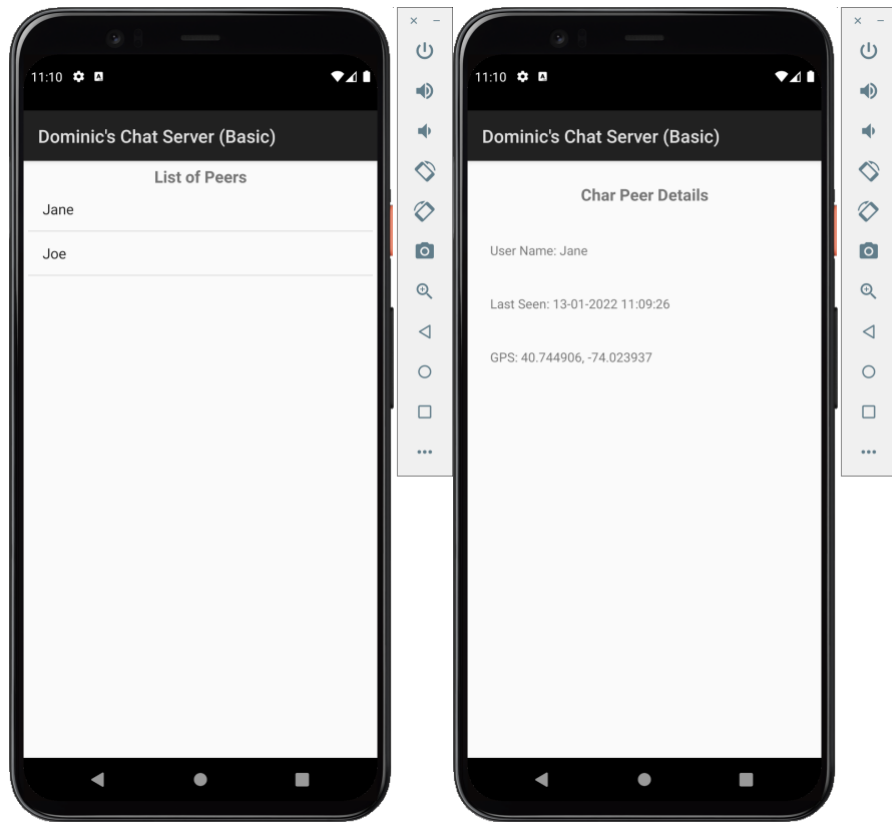 11:10
Dominic's Chat Server (Basic)
List of Peers
Jane
Joe
11:10
Dominic's Chat Server (Basic)
Char Peer Details
User Name: Jane
Last Seen: 13-01-2022 11:09:26
GPS: 40.744906, -74.023937